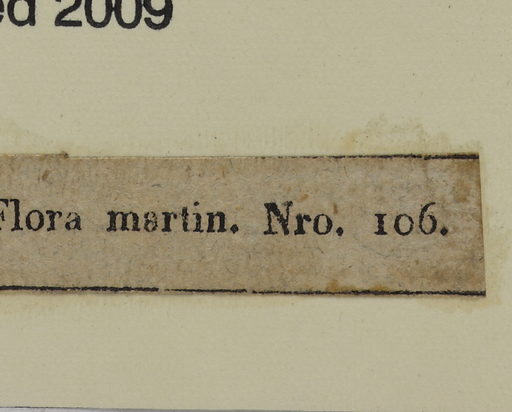 ed 2009
Flora martin. Nro. 106.